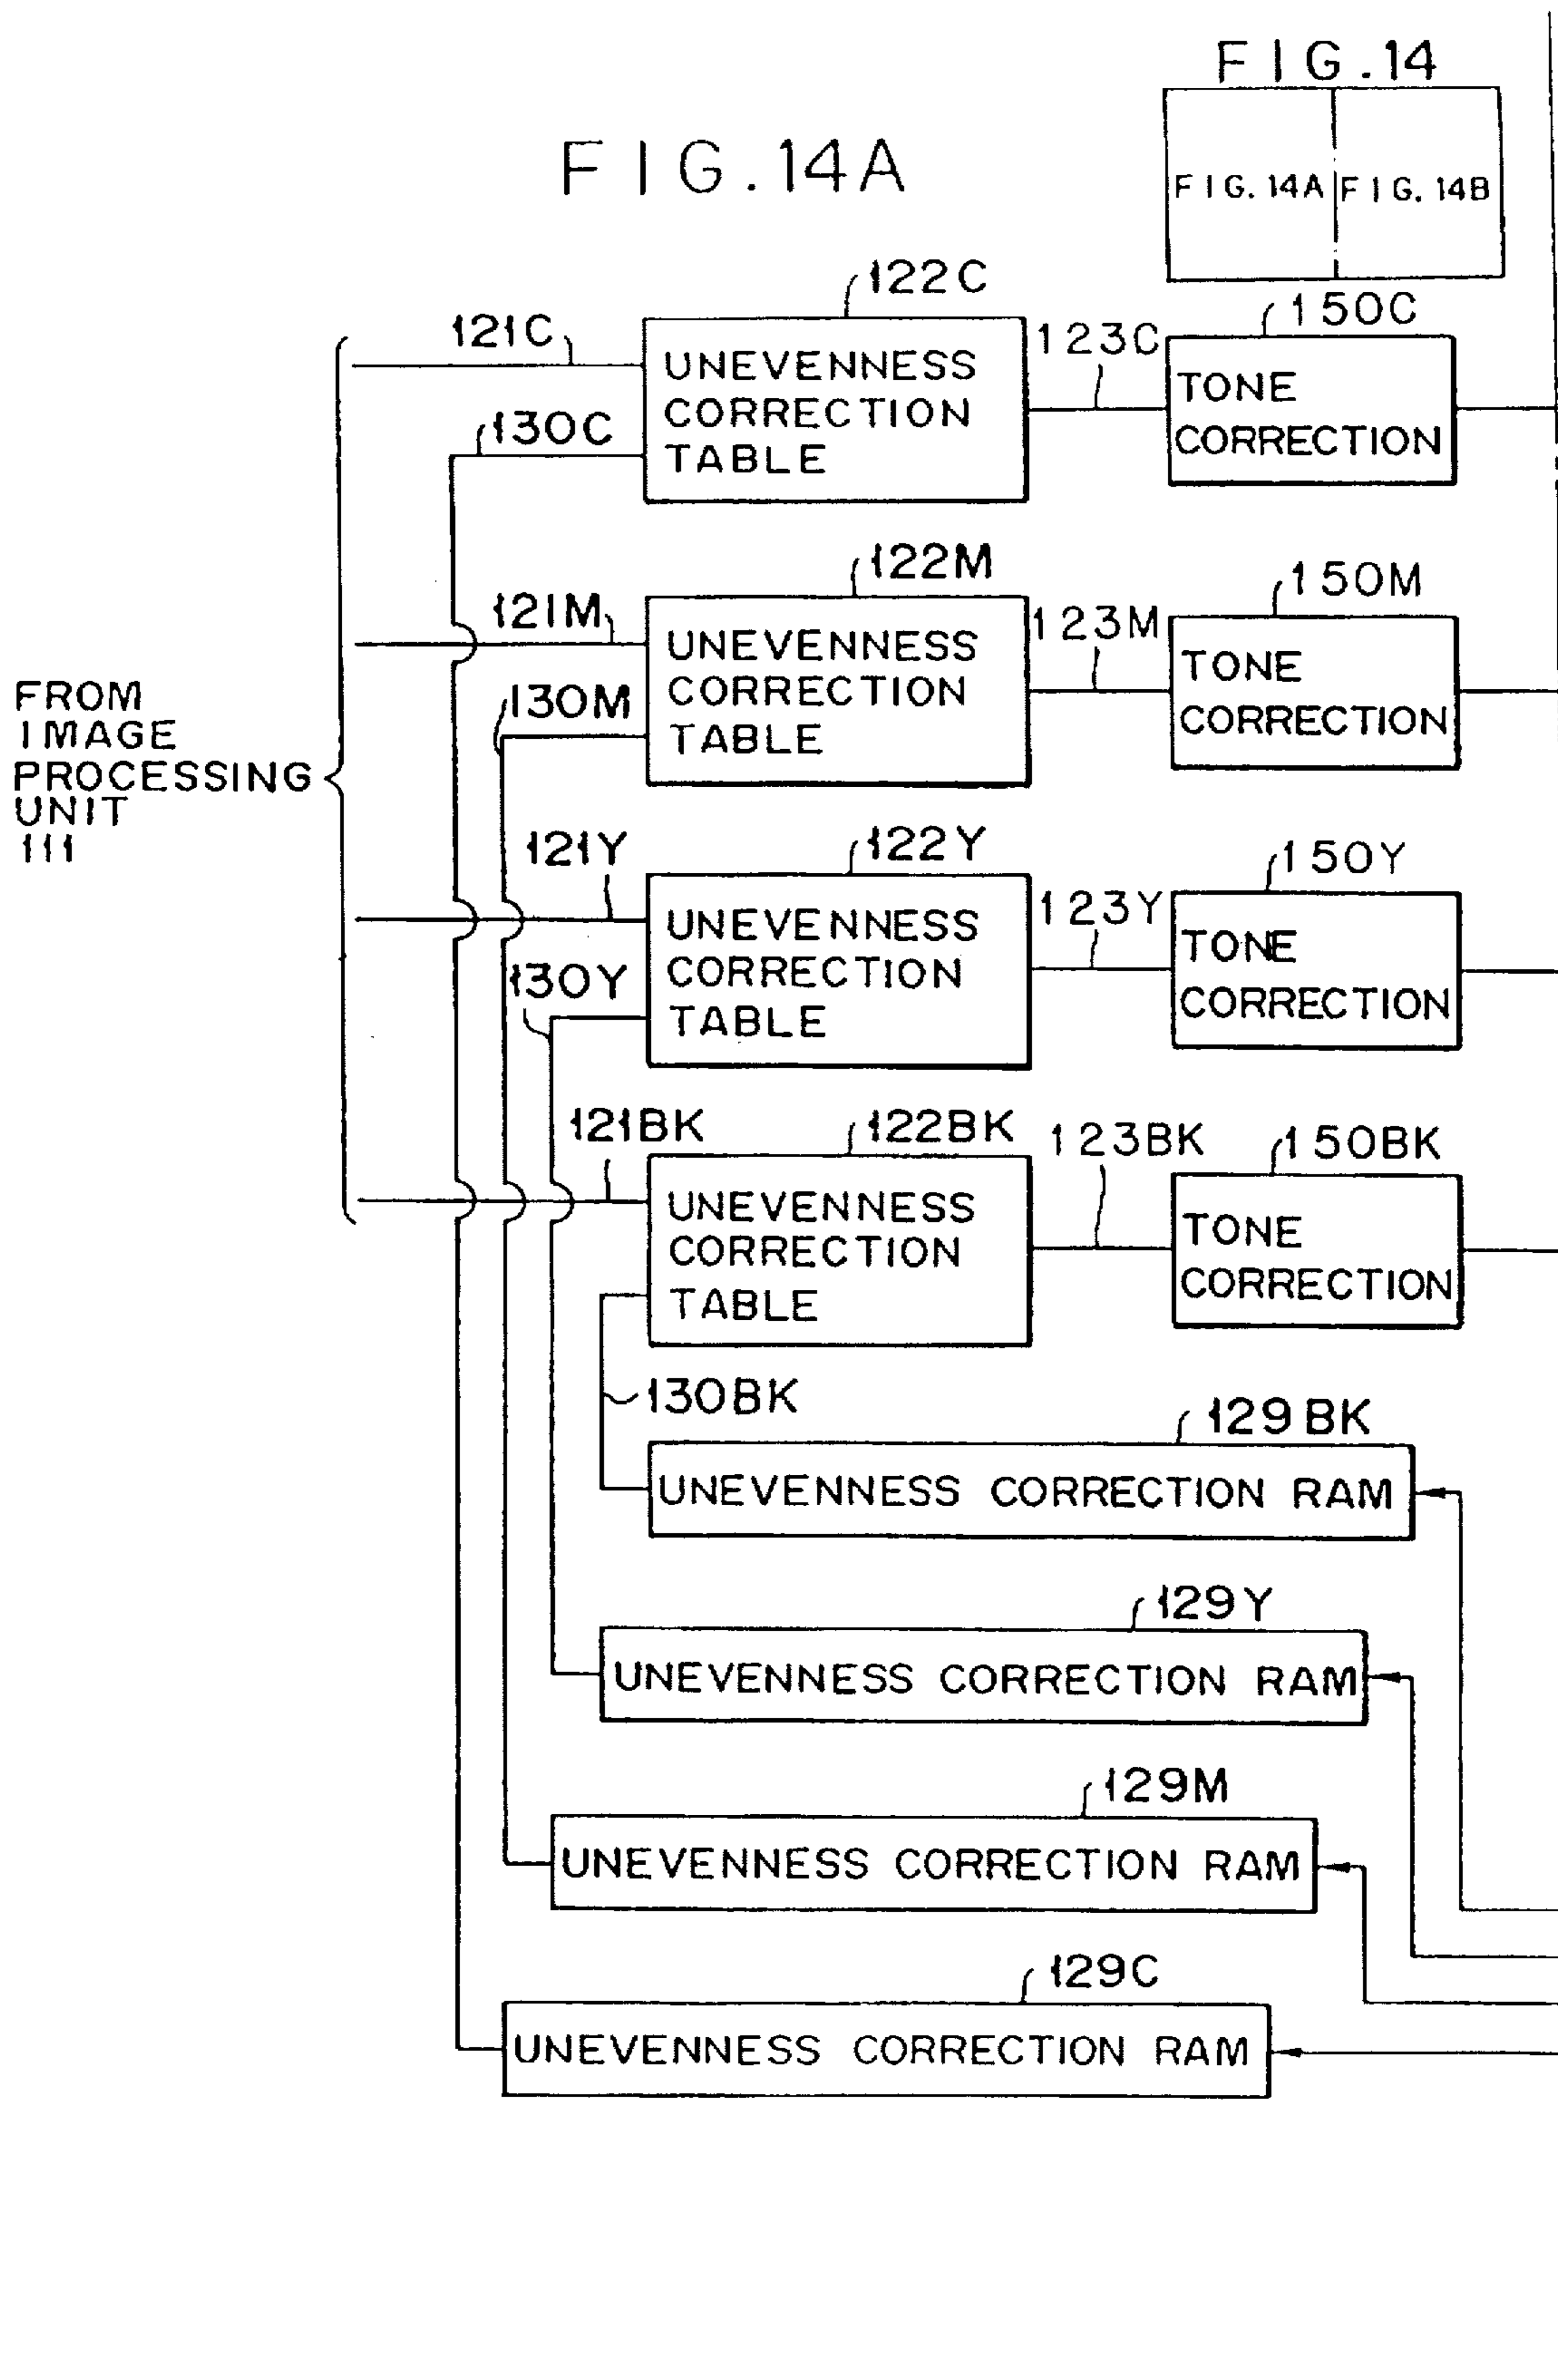 FIG.14
FIG.14A
FIG. 14A FIG. 14B
122C
121C
123C
150C
UNEVENNESS
CORRECTION
TABLE
TONE
CORRECTION
130C
122M
121M
123M
150M
UNEVENNESS
CORRECTION
TABLE
TONE
CORRECTION
130M
FROM
IMAGE
PROCESSING
UNIT
111
122Y
121Y
123Y
150Y
UNEVENNESS
CORRECTION
TABLE
TONE
CORRECTION
130Y
121BK
122BK
123BK
150BK
UNEVENNESS
CORRECTION
TABLE
TONE
CORRECTION
130BK
129BK
UNEVENNESS CORRECTION RAM
129Y
UNEVENNESS CORRECTION RAM
129M
UNEVENNESS CORRECTION RAM
129C
UNEVENNESS CORRECTION RAM